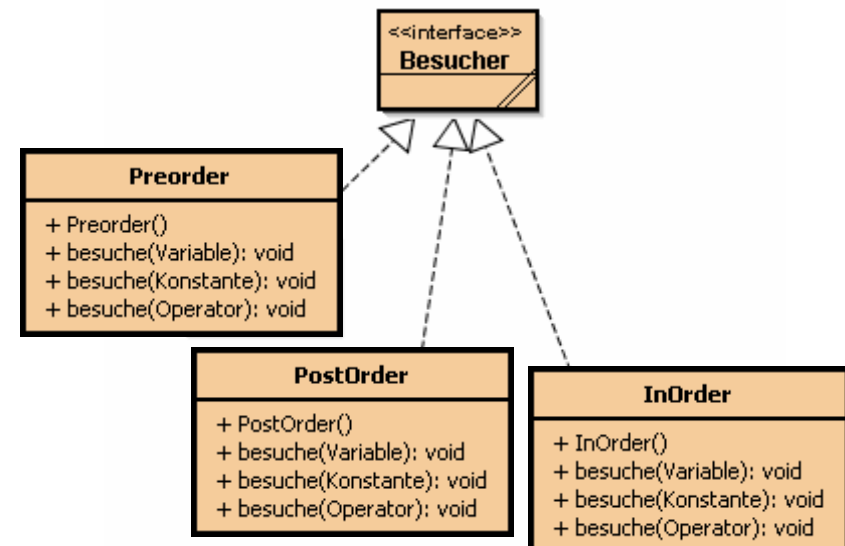 <<interface>>
Besucher
Preorder
+ Preorder()
+ besuche(Variable): void
+ besuche(Konstante): void
+ besuche(Operator): void
PostOrder
+ PostOrder()
+ besuche(Variable): void
+ besuche(Konstante): void
+ besuche(Operator): void
InOrder
+ InOrder()
+ besuche(Variable): void
+ besuche(Konstante): void
+ besuche(Operator): void